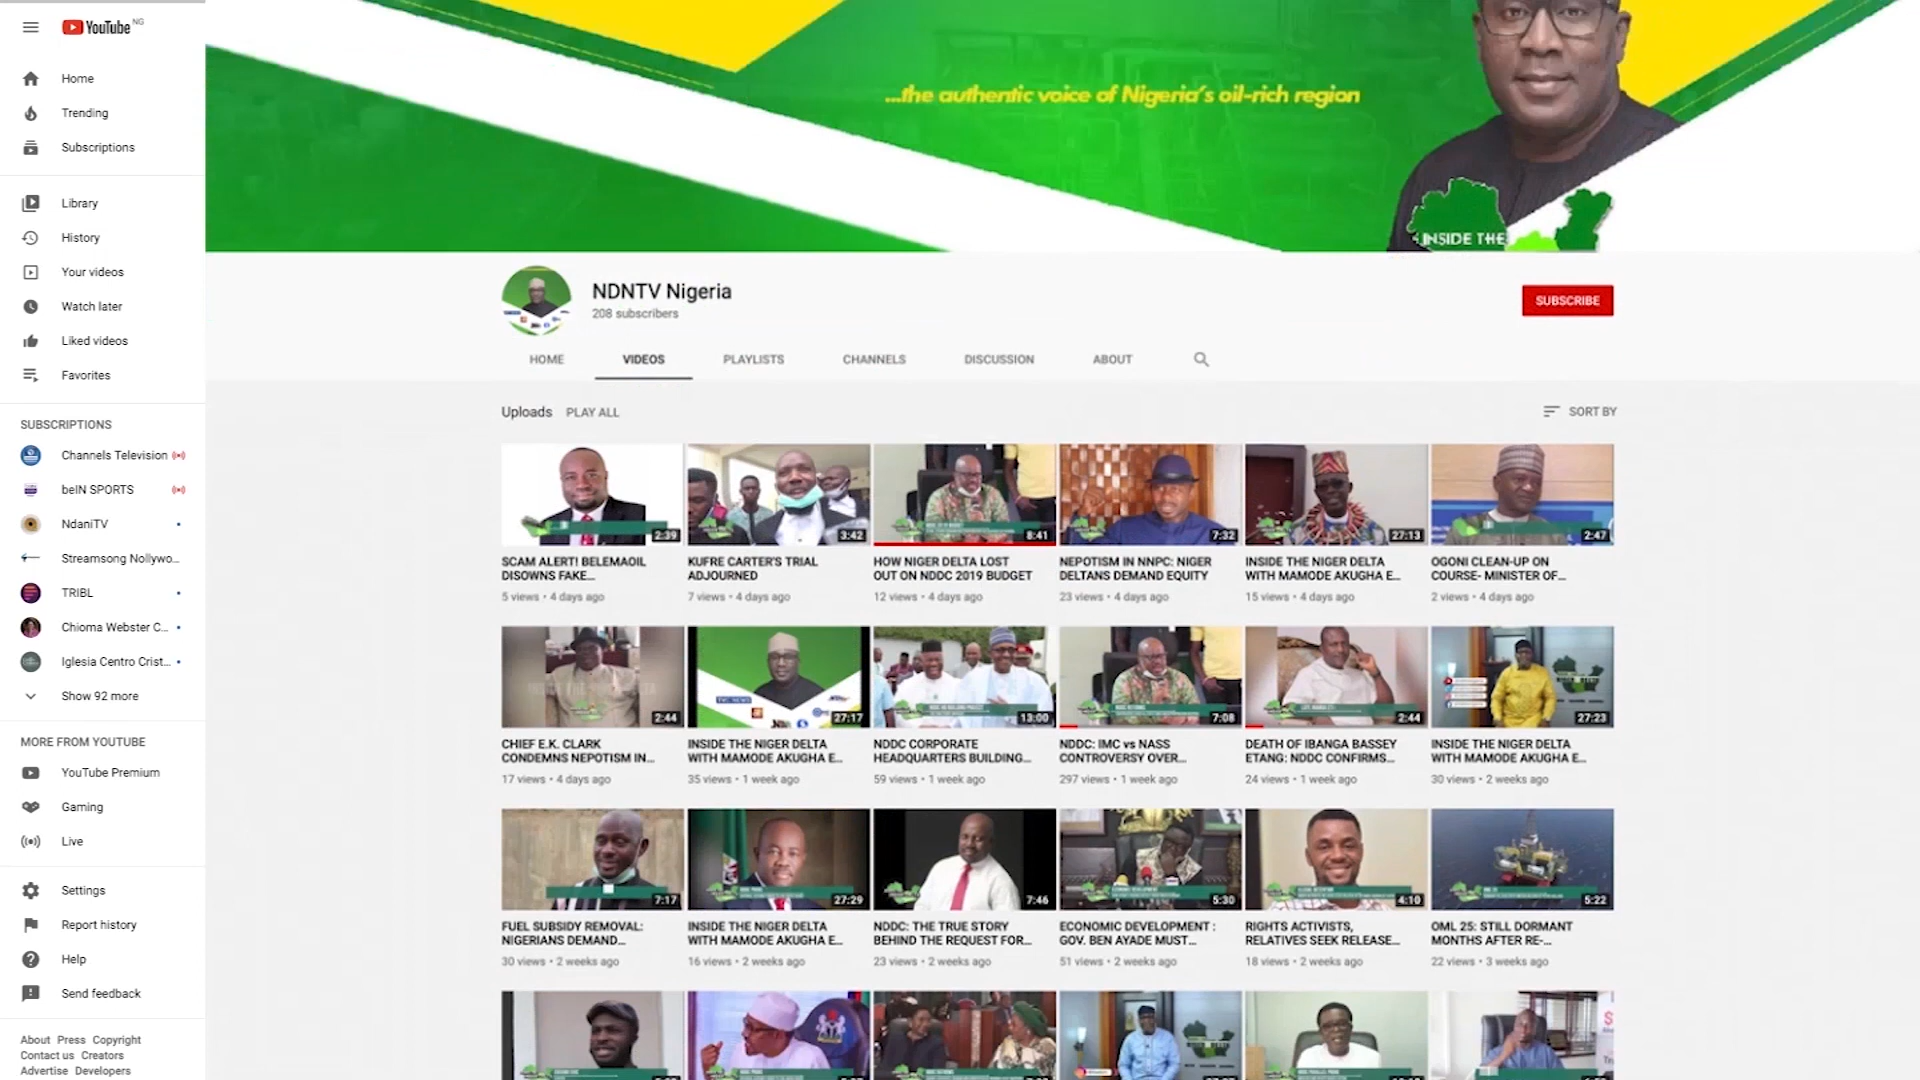 YouTube NG
Home
Trending
Subscriptions
Library
History
Your videos
Watch later
Liked videos
Favorites
SUBSCRIPTIONS
Channels Television
beIN SPORTS
NdaniTV
Streamsong Nollywo...
TRIBL
Chioma Webster C...
Iglesia Centro Crist...
Show 92 more
MORE FROM YOUTUBE
YouTube Premium
Gaming
Live
Settings
Report history
Help
Send feedback
About Press Copyright
Contact us Creators
Advertise Developers
...the authentic voice of Nigeria's oil-rich region
INSIDE THE
NDNTV Nigeria
208 subscribers
SUBSCRIBE
HOME VIDEOS PLAYLISTS CHANNELS DISCUSSION ABOUT
Uploads PLAY ALL SORT BY
2:39 3:42 8:41 7:32 27:13 2:47
SCAM ALERT! BELEMAOIL
DISOWNS FAKE...
5 views • 4 days ago
KUFRE CARTER'S TRIAL
ADJOURNED
7 views • 4 days ago
HOW NIGER DELTA LOST
OUT ON NDDC 2019 BUDGET
12 views • 4 days ago
NEPOTISM IN NNPC: NIGER
DELTANS DEMAND EQUITY
23 views • 4 days ago
INSIDE THE NIGER DELTA
WITH MAMODE AKUGHA E...
15 views • 4 days ago
OGONI CLEAN-UP ON
COURSE- MINISTER OF...
2 views • 4 days ago
2:44 27:17 13:00 7:08 2:44 27:23
CHIEF E.K. CLARK
CONDEMNS NEPOTISM IN...
17 views • 4 days ago
INSIDE THE NIGER DELTA
WITH MAMODE AKUGHA E...
35 views • 1 week ago
NDDC CORPORATE
HEADQUARTERS BUILDING...
59 views • 1 week ago
NDDC: IMC vs NASS
CONTROVERSY OVER...
297 views • 1 week ago
DEATH OF IBANGA BASSEY
ETANG: NDDC CONFIRMS...
24 views • 1 week ago
INSIDE THE NIGER DELTA
WITH MAMODE AKUGHA E...
30 views • 2 weeks ago
7:17 27:29 7:46 5:30 4:10 5:22
FUEL SUBSIDY REMOVAL:
NIGERIANS DEMAND...
30 views • 2 weeks ago
INSIDE THE NIGER DELTA
WITH MAMODE AKUGHA E...
16 views • 2 weeks ago
NDDC: THE TRUE STORY
BEHIND THE REQUEST FOR...
23 views • 2 weeks ago
ECONOMIC DEVELOPMENT :
GOV. BEN AYADE MUST...
51 views • 2 weeks ago
RIGHTS ACTIVISTS,
RELATIVES SEEK RELEASE...
18 views • 2 weeks ago
OML 25: STILL DORMANT
MONTHS AFTER RE-...
22 views • 3 weeks ago